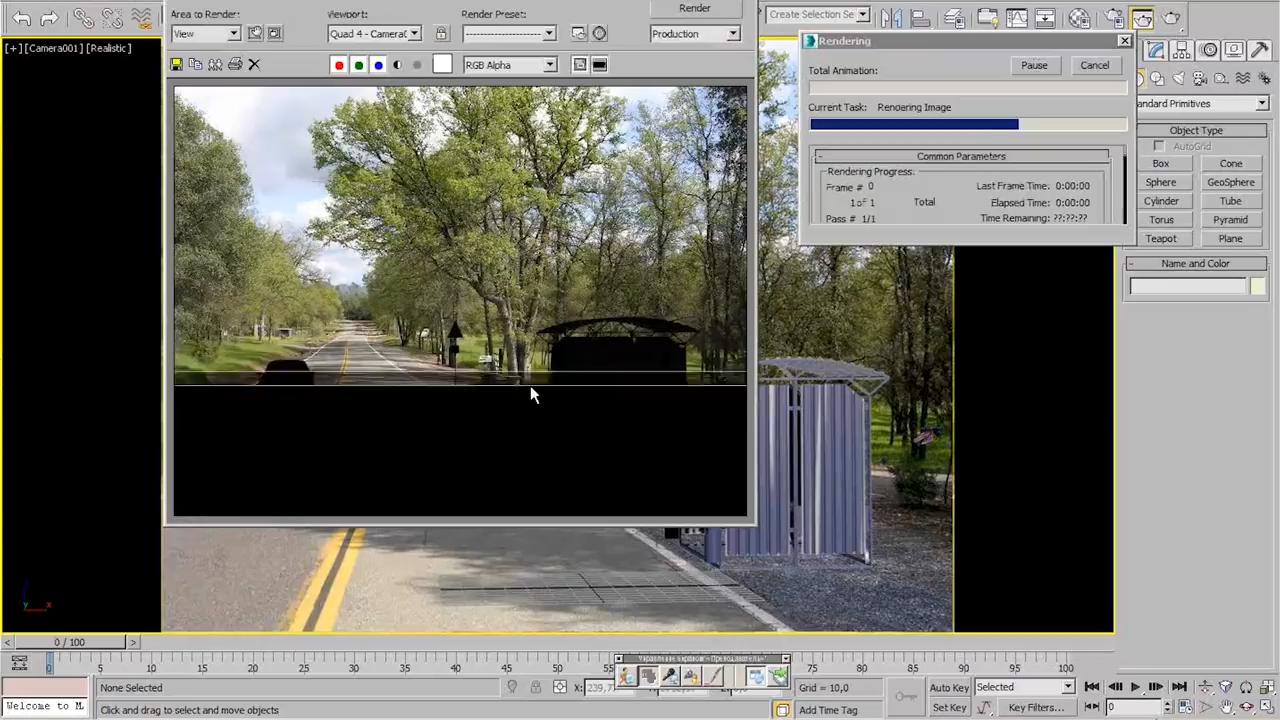 Area to Render:
Viewport:
Render Preset:
Render
View
Quad 4 - CameraC
Production
Create Selection Se
[+][Camera001][Realistic]
RGB Alpha
Rendering
Total Animation:
Pause
Cancel
Current Task: Rendering Image
Common Parameters
Rendering Progress:
Frame # 0
Last Frame Time: 0:00:00
1 of 1
Total
Elapsed Time: 0:00:00
Pass # 1/1
Time Remaining: ??:??:??
andard Primitives
Object Type
AutoGrid
Box
Cone
Sphere
GeoSphere
Cylinder
Tube
Torus
Pyramid
Teapot
Plane
Name and Color
y
x
0 / 100
0 5 10 15 20 25 30 35 40 45 50 55 75 80 85 90 95 100
None Selected
X: 239,7
Grid = 10,0
Auto Key
Selected
Welcome to M
Click and drag to select and move objects
Add Time Tag
Set Key
Key Filters...
0